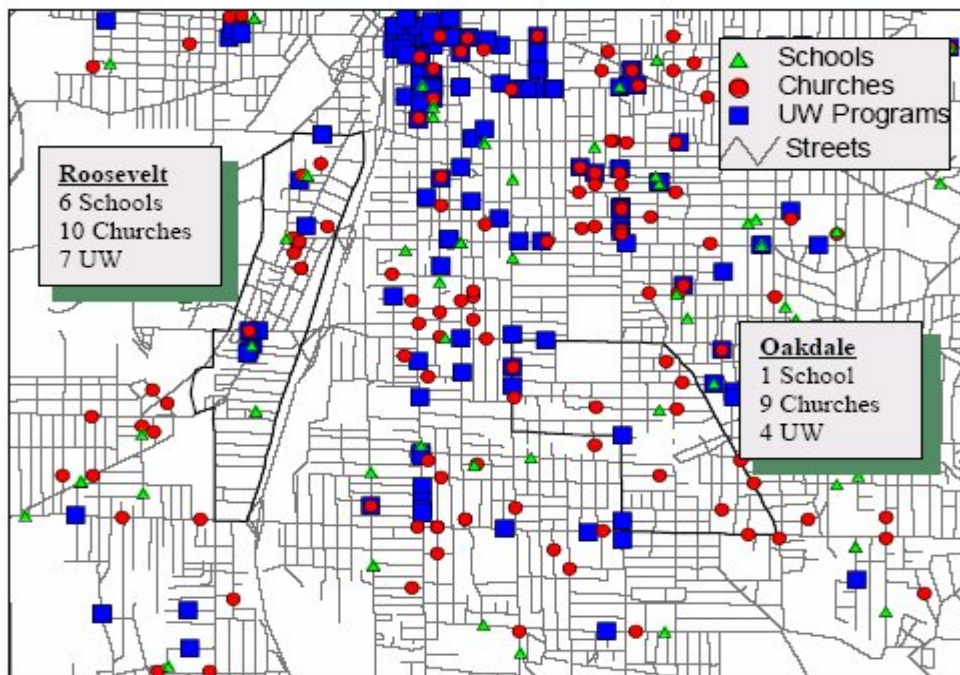 Schools
Churches
UW Programs
Streets
Roosevelt
6 Schools
10 Churches
7 UW
Oakdale
1 School
9 Churches
4 UW